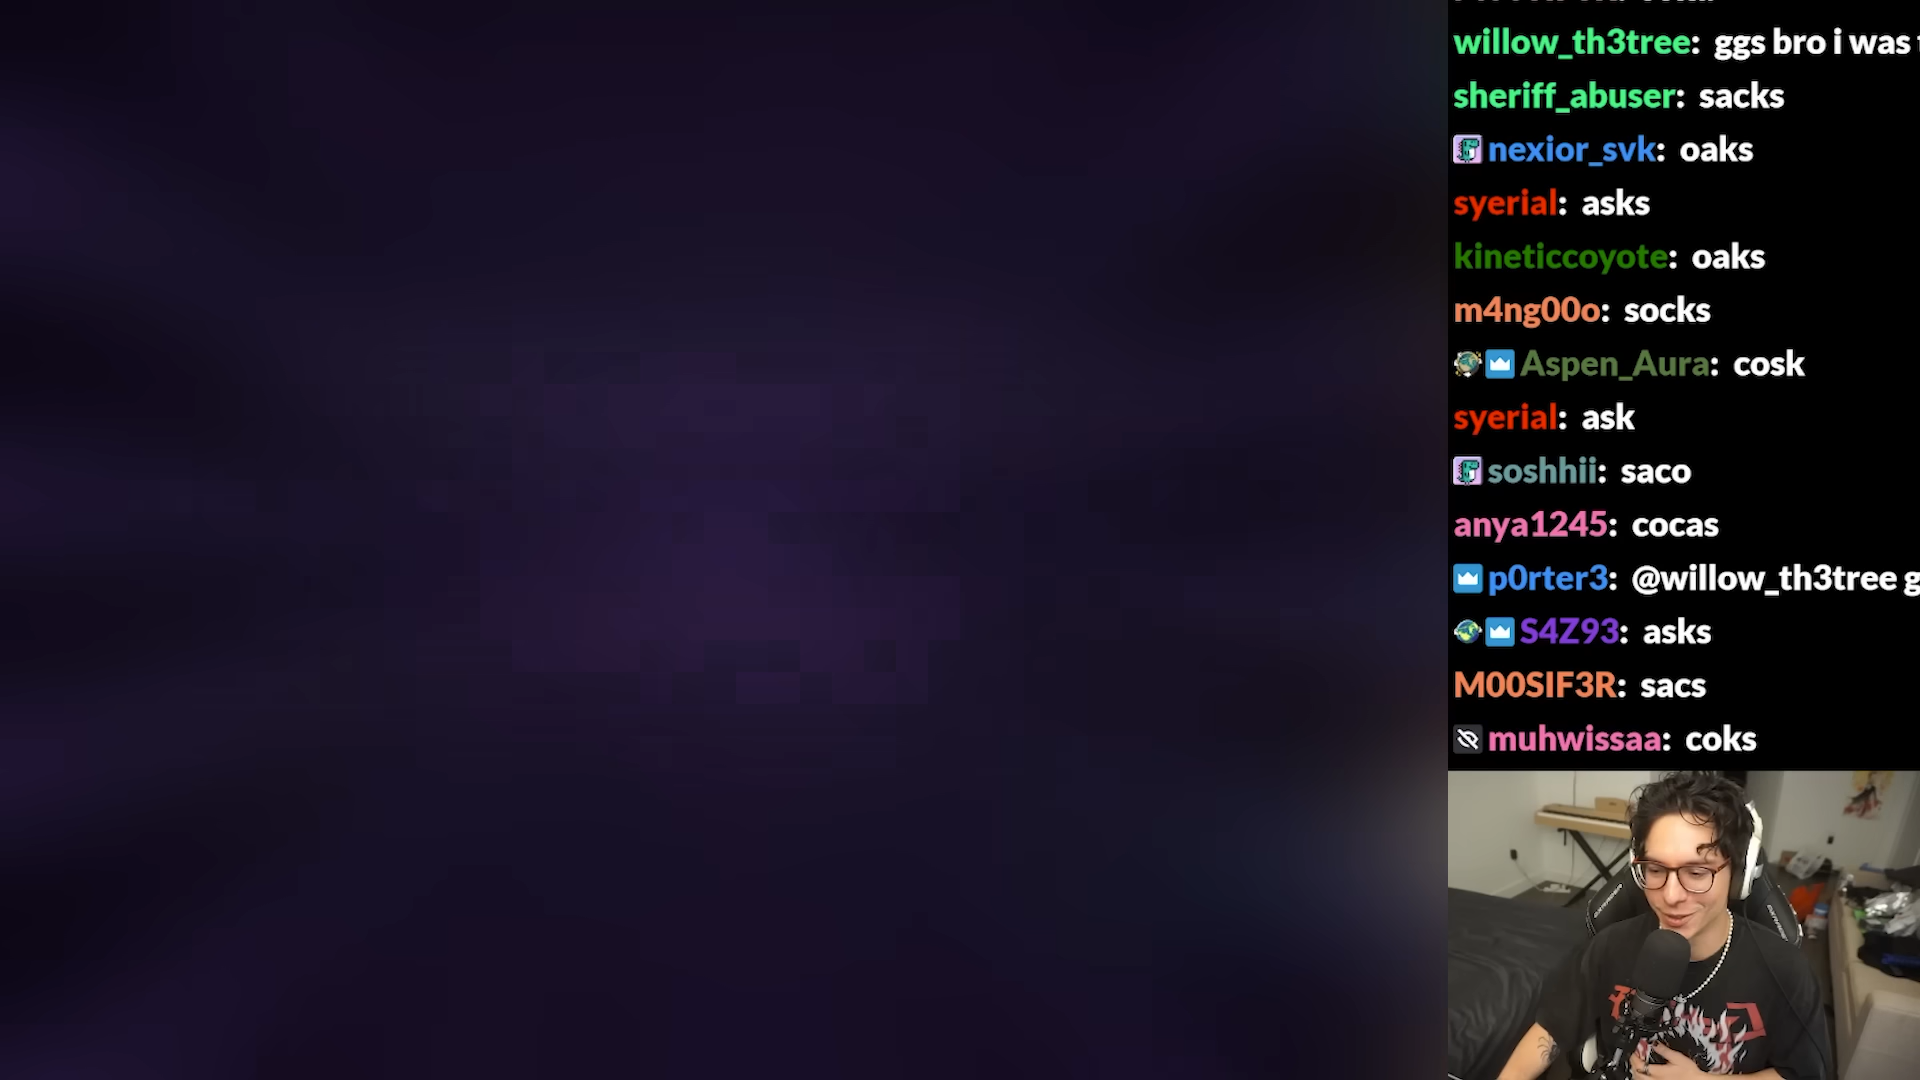 willow_th3tree: ggs bro i was
sheriff_abuser: sacks
nexior_svk: oaks
syerial: asks
kineticcoyote: oaks
m4ng00o: socks
Aspen_Aura: cosk
syerial: ask
soshhii: saco
anya1245: cocas
p0rter3: @willow_th3tree g
S4Z93: asks
M00SIF3R: sacs
muhwissaa: coks